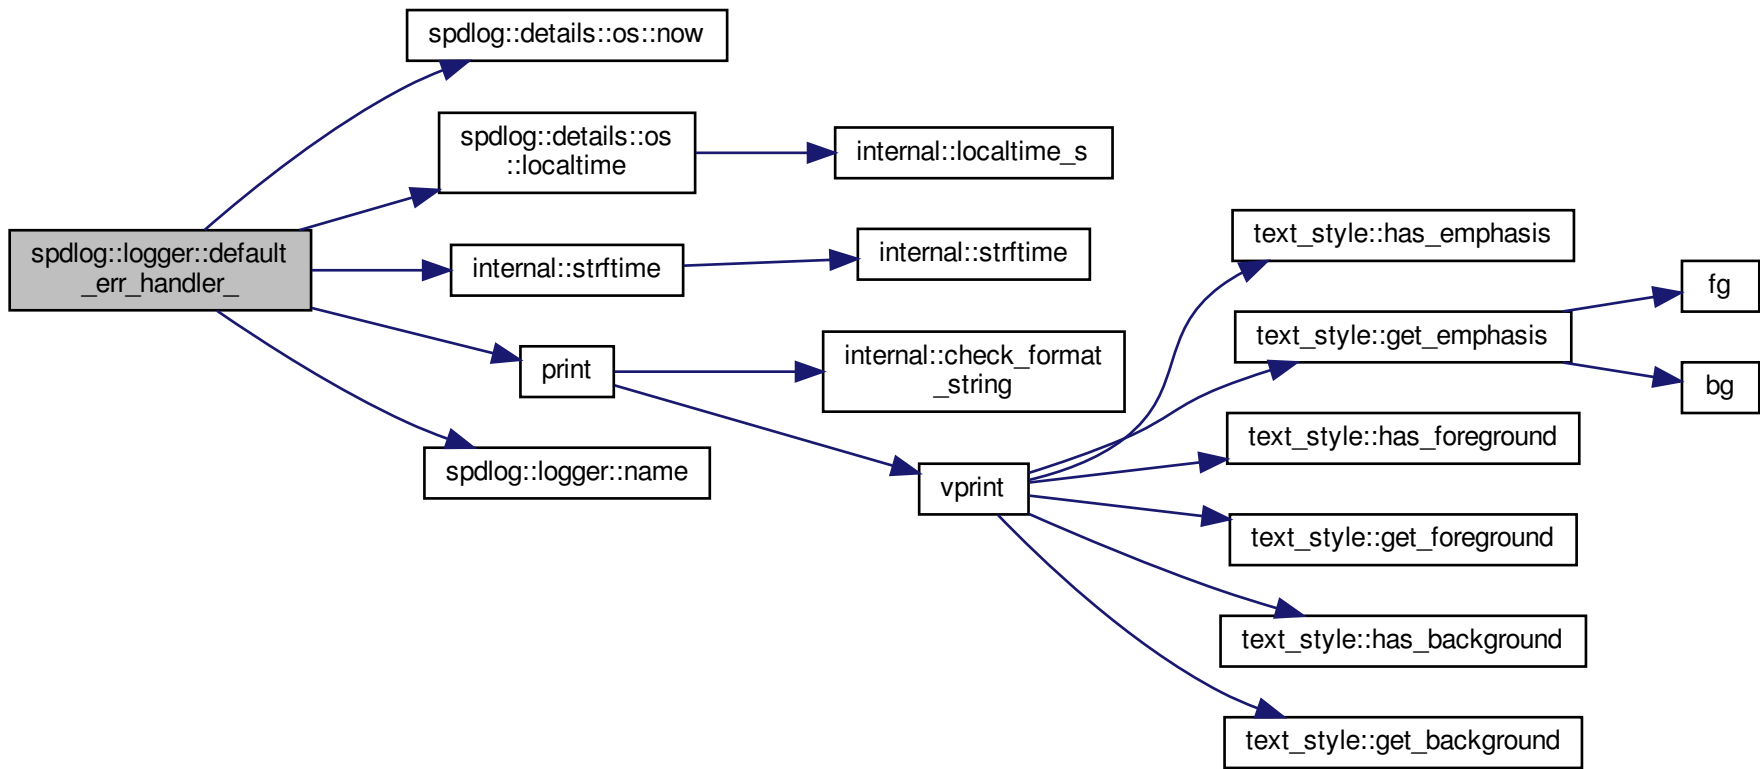 spdlog::logger::default
_err_handler_
spdlog::details::os::now
spdlog::details::os
::localtime
internal::localtime_s
internal::strftime
internal::strftime
print
internal::check_format
_string
spdlog::logger::name
vprint
text_style::has_emphasis
text_style::get_emphasis
fg
bg
text_style::has_foreground
text_style::get_foreground
text_style::has_background
text_style::get_background